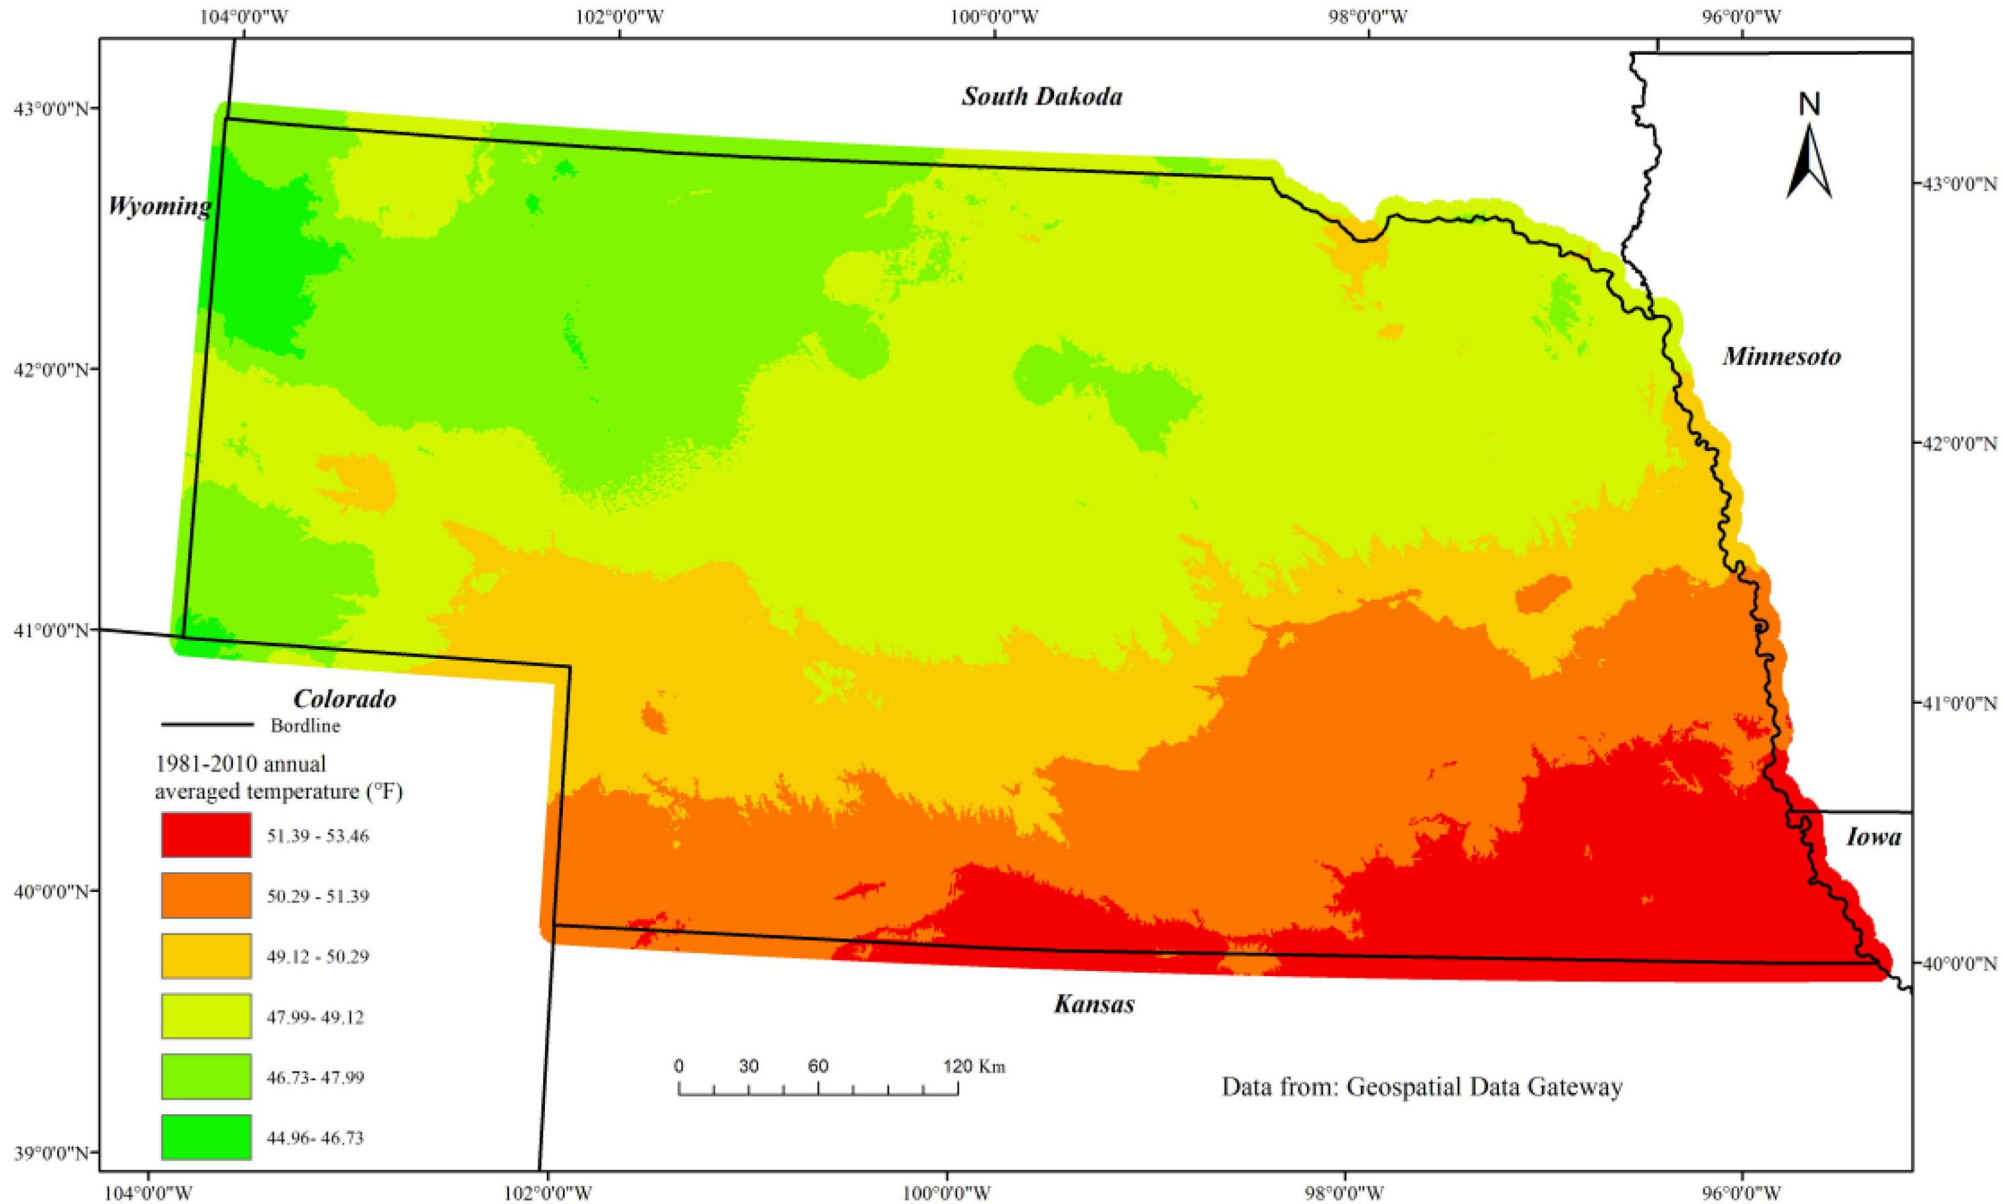 104°0'0"W 102°0'0"W 100°0'0"W 98°0'0"W 96°0'0"W
South Dakota
N
43°0'0"N
43°0'0"N
Wyoming
Minnesoto
42°0'0"N
42°0'0"N
41°0'0"N
41°0'0"N
Colorado
Bordline
1981-2010 annual
averaged temperature (°F)
51.39 - 53.46
50.29 - 51.39
49.12 - 50.29
47.99- 49.12
46.73- 47.99
44.96- 46.73
Iowa
40°0'0"N
40°0'0"N
Kansas
0 30 60 120 Km
Data from: Geospatial Data Gateway
39°0'0"N
104°0'0"W 102°0'0"W 100°0'0"W 98°0'0"W 96°0'0"W